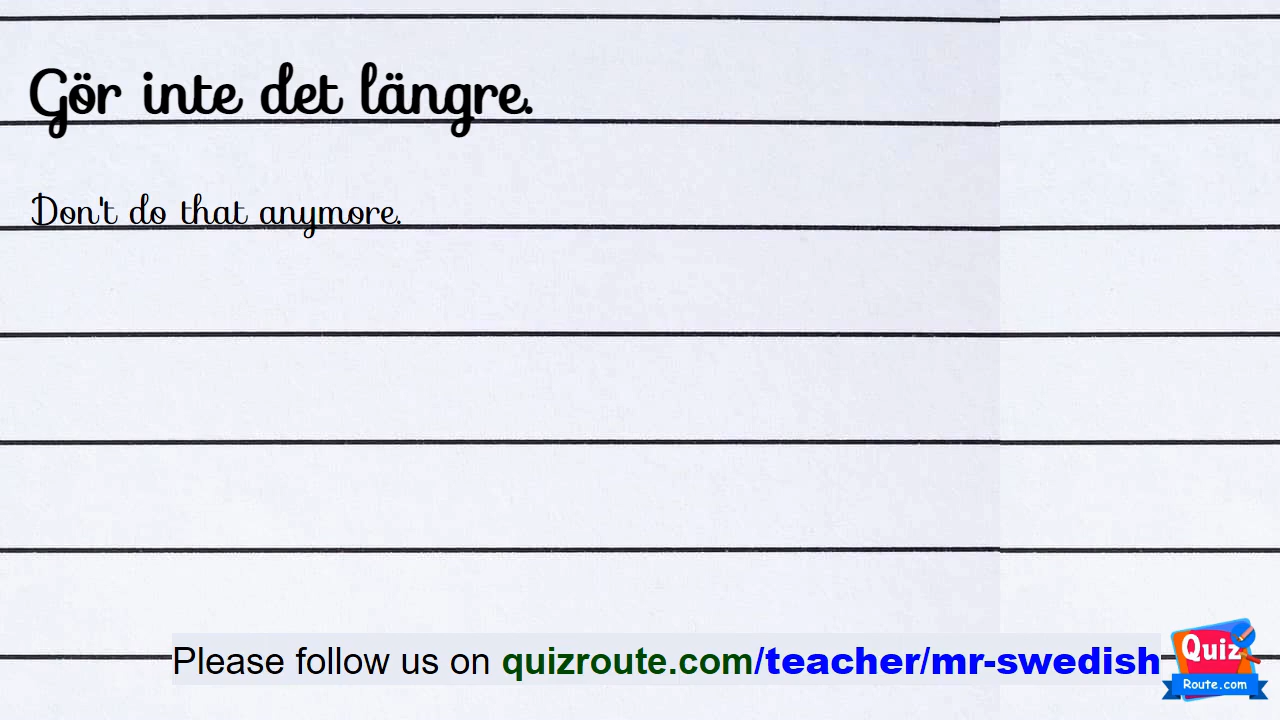 Gör inte det längre.
Don't do that anymore.
Please follow us on quizroute.com/teacher/mr-swedish
Quiz
Route.com